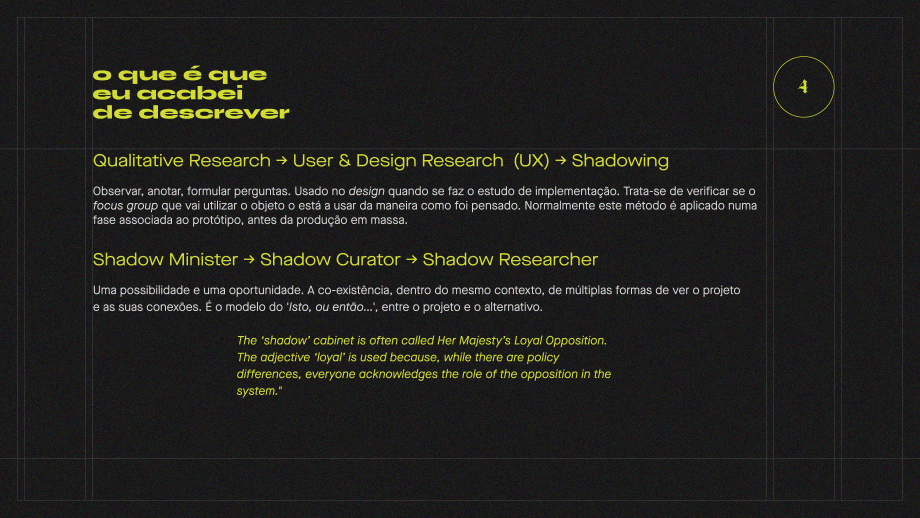 o que é que
eu acabei
de descrever
4
Qualitative Research → User & Design Research (UX) → Shadowing
Observar, anotar, formular perguntas. Usado no design quando se faz o estudo de implementação. Trata-se de verificar se o
focus group que vai utilizar o objeto o está a usar da maneira como foi pensado. Normalmente este método é aplicado numa
fase associada ao protótipo, antes da produção em massa.
Shadow Minister → Shadow Curator → Shadow Researcher
Uma possibilidade e uma oportunidade. A co-existência, dentro do mesmo contexto, de múltiplas formas de ver o projeto
e as suas conexões. É o modelo do 'Isto, ou então...', entre o projeto e o alternativo.
The ‘shadow’ cabinet is often called Her Majesty’s Loyal Opposition.
The adjective ‘loyal’ is used because, while there are policy
differences, everyone acknowledges the role of the opposition in the
system."